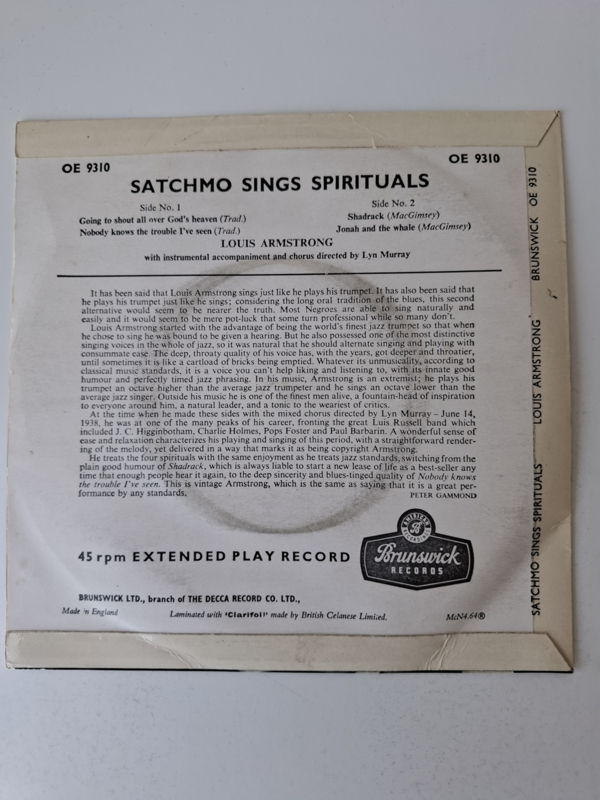 OE 9310
OE 9310
SATCHMO SINGS SPIRITUALS
Side No. 1
Going to shout all over God's heaven (Trad.)
Nobody knows the trouble I've seen (Trad.)
Side No. 2
Shadrack (MacGimsey)
Jonah and the whale (MacGimsey)
LOUIS ARMSTRONG
with instrumental accompaniment and chorus directed by Lyn Murray
It has been said that Louis Armstrong sings just like he plays his trumpet. It has also been said that
he plays his trumpet just like he sings; considering the long oral tradition of the blues, this second
alternative would seem to be nearer the truth. Most Negroes are able to sing naturally and
easily and it would seem to be mere pot-luck that some turn professional while so many don't.
Louis Armstrong started with the advantage of being the world's finest jazz trumpet so that when
he chose to sing he was bound to be given a hearing. But he also possessed one of the most distinctive
singing voices in the whole of jazz, so it was natural that he should alternate singing and playing with
consummate ease. The deep, throaty quality of his voice has, with the years, got deeper and throatier,
until sometimes it is like a cartload of bricks being emptied. Whatever its unmusicality, according to
classical music standards, it is a voice you can't help liking and listening to, with its innate good
humour and perfectly timed jazz phrasing. In his music, Armstrong is an extremist; he plays his
trumpet an octave higher than the average jazz trumpeter and he sings an octave lower than the
average jazz singer. Outside his music he is one of the finest men alive, a fountain-head of inspiration
to everyone around him, a natural leader, and a tonic to the weariest of critics.
At the time when he made these sides with the mixed chorus directed by Lyn Murray – June 14,
1938, he was at one of the many peaks of his career, fronting the great Luis Russell band which
included J. C. Higginbotham, Charlie Holmes, Pops Foster and Paul Barbarin. A wonderful sense of
ease and relaxation characterizes his playing and singing of this period, with a straightforward render-
ing of the melody, yet delivered in a way that marks it as being copyright Armstrong.
He treats the four spirituals with the same enjoyment as he treats jazz standards, switching from the
plain good humour of Shadrack, which is always liable to start a new lease of life as a best-seller any
time that enough people hear it again, to the deep sincerity and blues-tinged quality of Nobody knows
the trouble I've seen. This is vintage Armstrong, which is the same as saying that it is a great per-
formance by any standards.
PETER GAMMOND
45 rpm EXTENDED PLAY RECORD
AMERICAN
B
RECORDINGS
Brunswick
RECORDS
BRUNSWICK LTD., branch of THE DECCA RECORD CO. LTD.,
Made in England
Laminated with 'Clarifoil' made by British Celanese Limited.
McN4.64®
SATCHMO SINGS SPIRITUALS
LOUIS ARMSTRONG
BRUNSWICK OE 9310